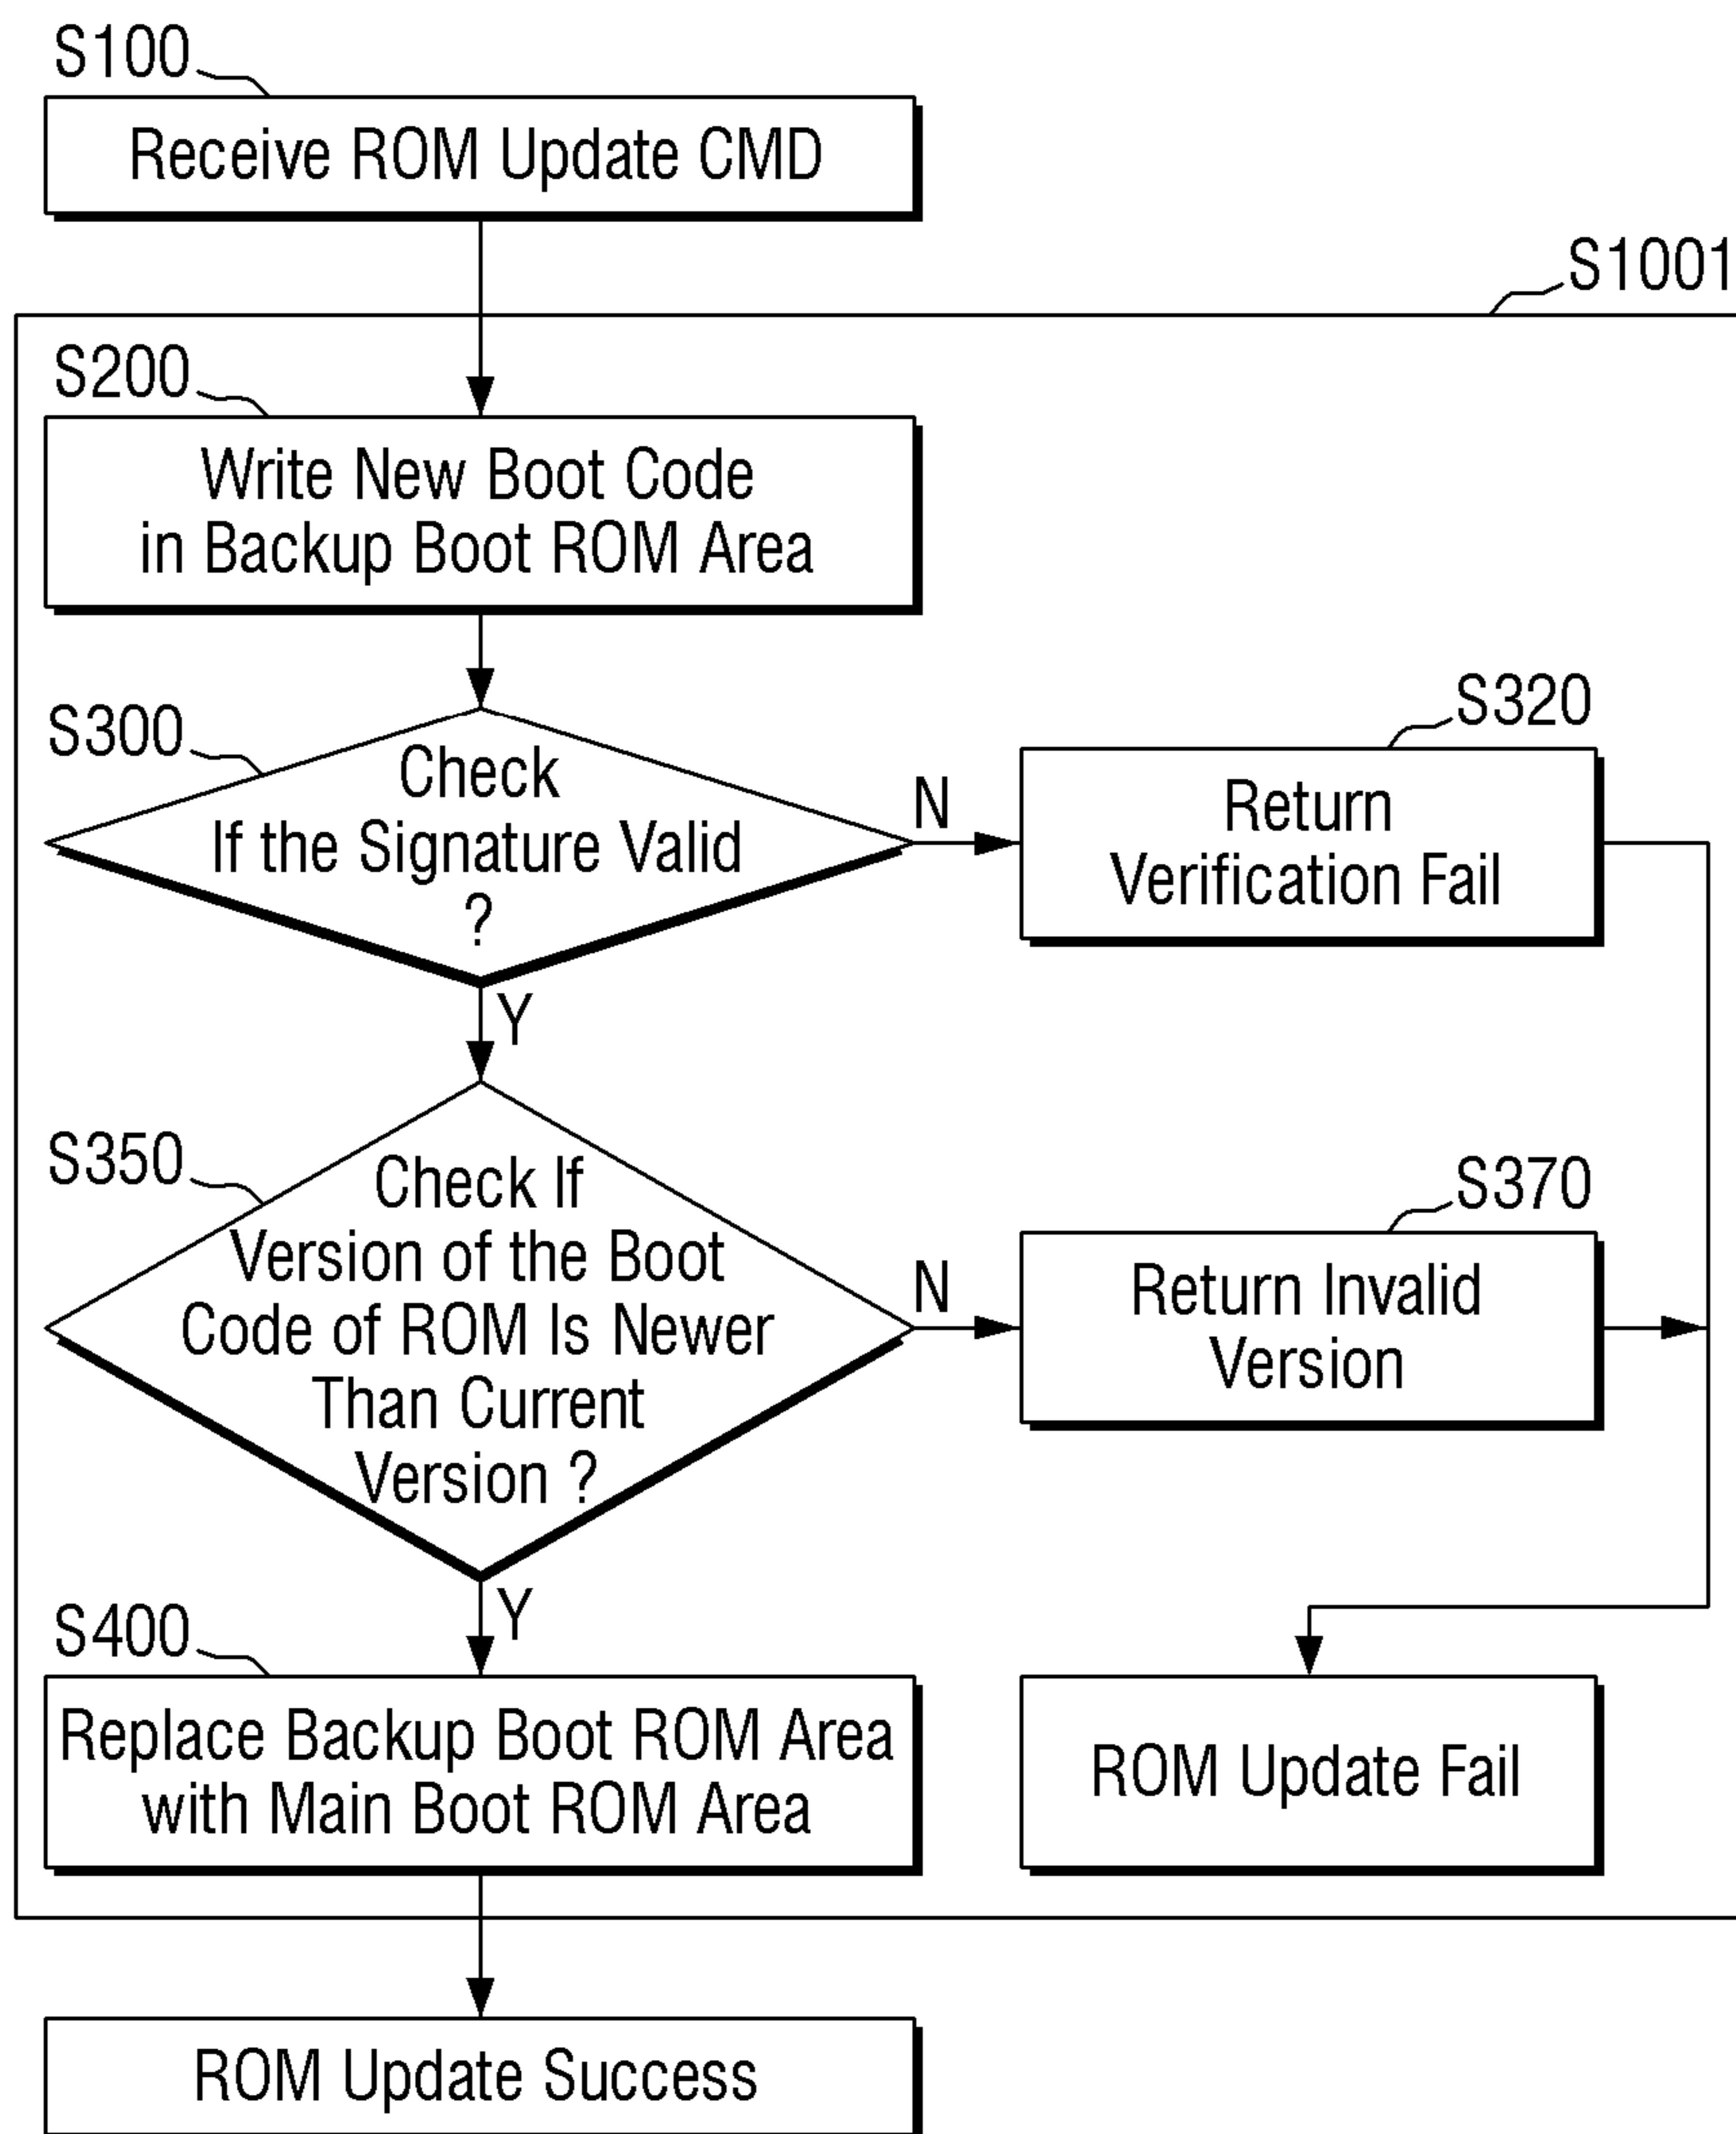 S100
Receive ROM Update CMD
S1001
S200
Write New Boot Code
in Backup Boot ROM Area
S300
Check
If the Signature Valid
?
N
S320
Return
Verification Fail
Y
S350
Check If
Version of the Boot
Code of ROM Is Newer
Than Current
Version ?
N
S370
Return Invalid
Version
Y
S400
Replace Backup Boot ROM Area
with Main Boot ROM Area
ROM Update Fail
ROM Update Success